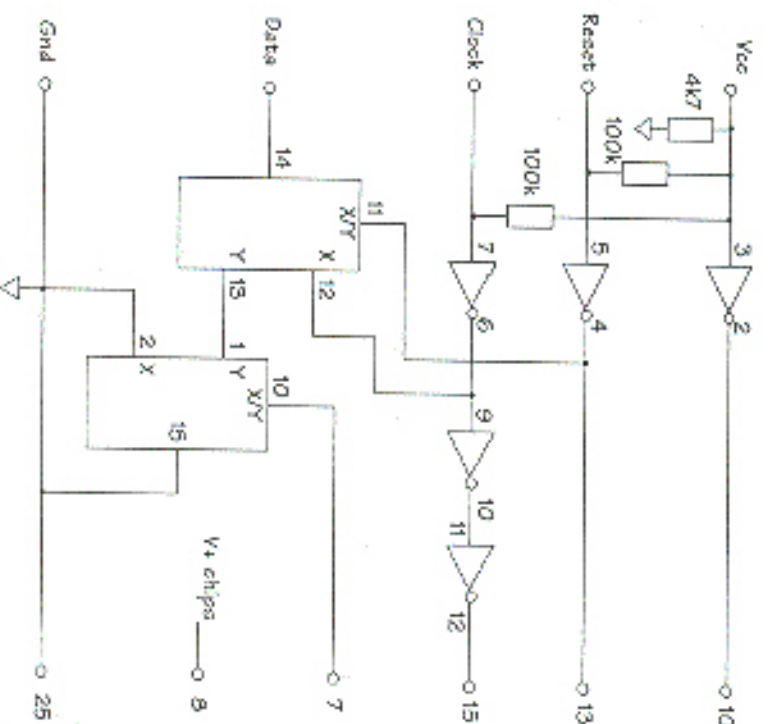 Vcc 3 2 10
4k7
100k
Reset 5 4 13
100k
Clock 7 6 9 10 11 12 15
11
X/Y
X 12
Data 14
Y 13
10 7
X/Y
1 Y
15
2 X
V+ chips 8
Gnd 25